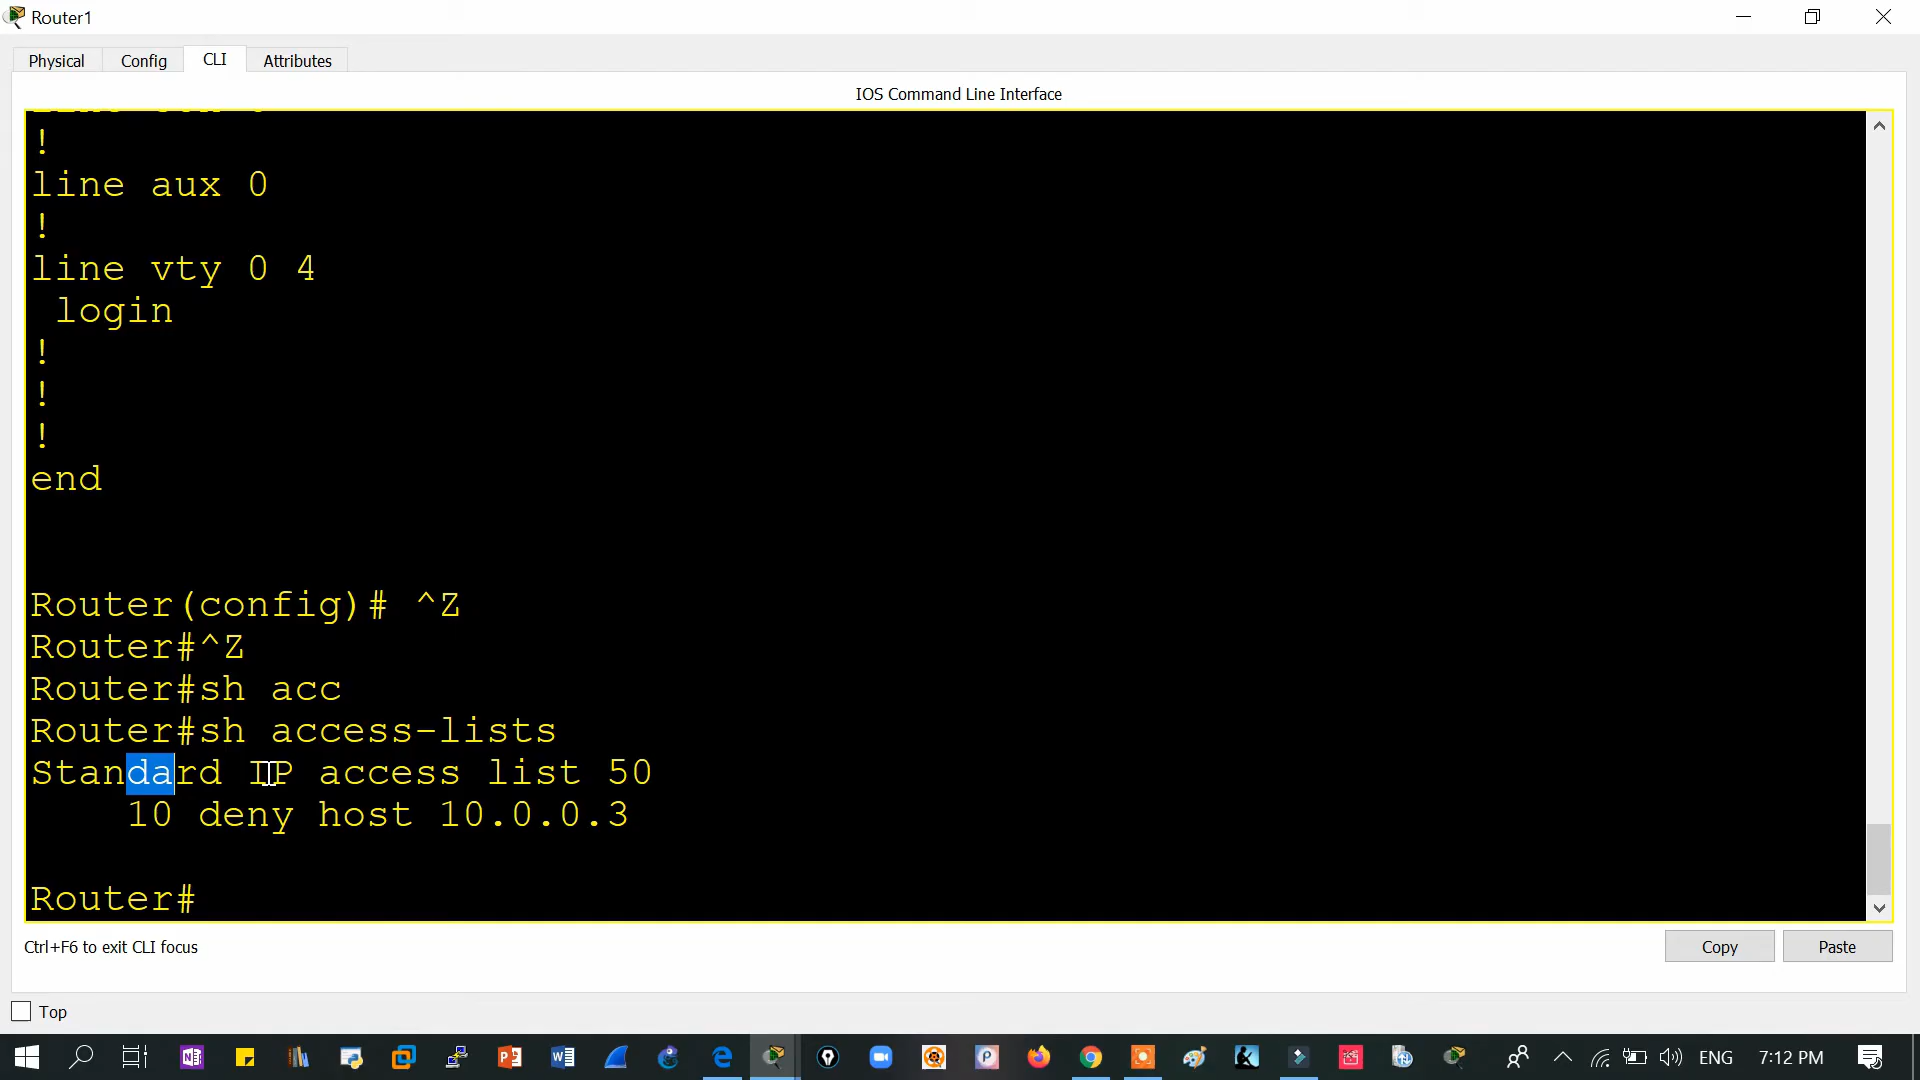 Router1
Physical Config CLI Attributes
IOS Command Line Interface
!
line aux 0
!
line vty 0 4
login
!
!
!
end
Router(config)# ^Z
Router#^Z
Router#sh acc
Router#sh access-lists
Standard IP access list 50
10 deny host 10.0.0.3
Router#
Ctrl+F6 to exit CLI focus
Copy Paste
Top
ENG 7:12 PM